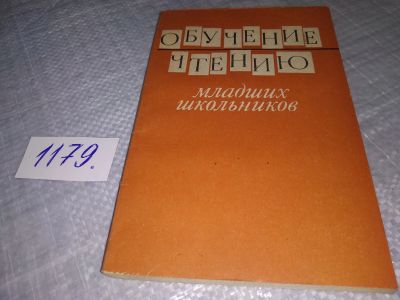 ОБУЧЕНИЕ
ЧТЕНИЮ
младших
школьников
1179.